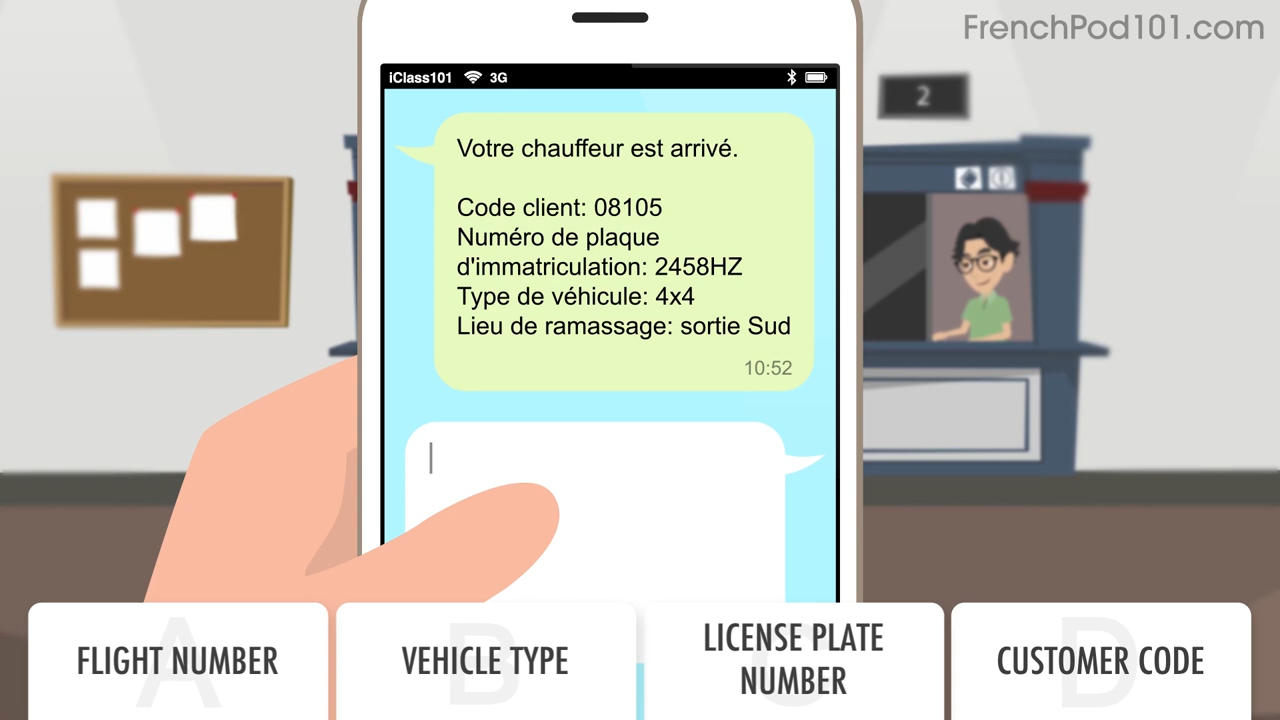 FrenchPod101.com
iClass101 3G
2
Votre chauffeur est arrivé.
Code client: 08105
Numéro de plaque
d'immatriculation: 2458HZ
Type de véhicule: 4x4
Lieu de ramassage: sortie Sud
10:52
A
FLIGHT NUMBER
B
VEHICLE TYPE
C
LICENSE PLATE
NUMBER
D
CUSTOMER CODE